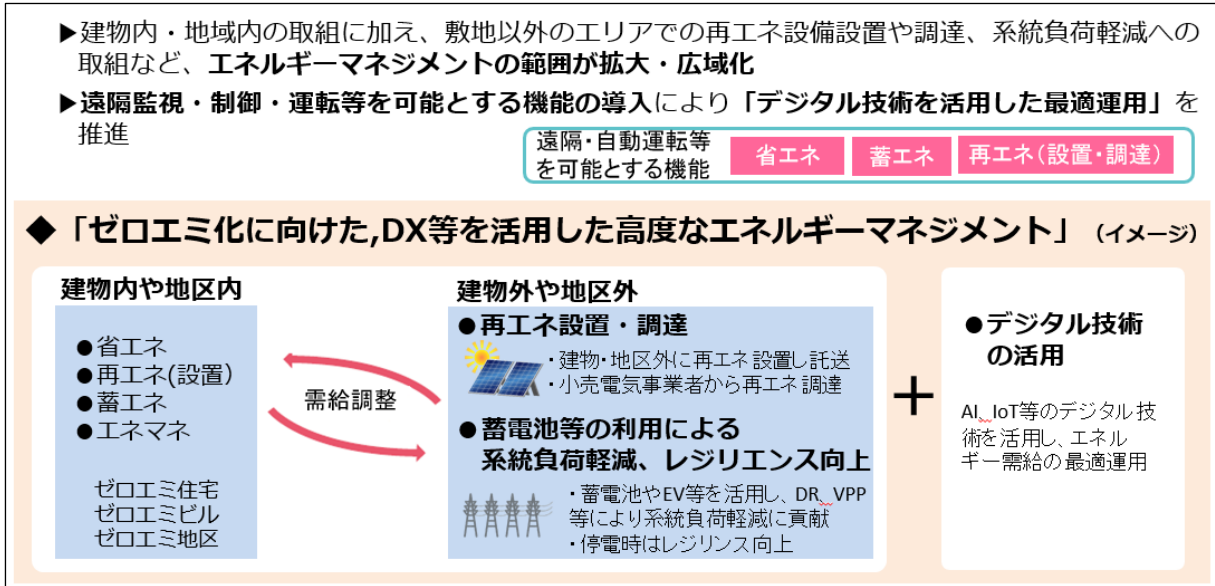 ▶建物内・地域内の取組に加え、敷地以外のエリアでの再エネ設備設置や調達、系統負荷軽減への
取組など、エネルギーマネジメントの範囲が拡大・広域化
▶遠隔監視・制御・運転等を可能とする機能の導入により「デジタル技術を活用した最適運用」を
推進
遠隔・自動運転等
を可能とする機能
省エネ
蓄エネ
再エネ(設置・調達)
◆「ゼロエミ化に向けた,DX等を活用した高度なエネルギーマネジメント」(イメージ)
建物内や地区内
●省エネ
●再エネ(設置)
●蓄エネ
●エネマネ
ゼロエミ住宅
ゼロエミビル
ゼロエミ地区
需給調整
建物外や地区外
●再エネ設置・調達
・建物・地区外に再エネ設置し託送
・小売電気事業者から再エネ調達
●蓄電池等の利用による
系統負荷軽減、レジリエンス向上
・蓄電池やEV等を活用し、DR、VPP
等により系統負荷軽減に貢献
・停電時はレジリンス向上
＋
●デジタル技術
の活用
AI、IoT等のデジタル技
術を活用し、エネル
ギー需給の最適運用